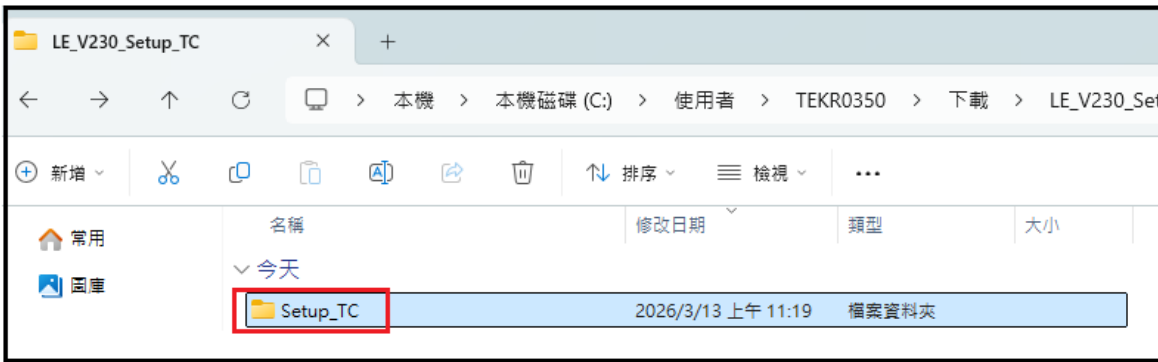 LE_V230_Setup_TC
本機 > 本機磁碟 (C:) > 使用者 > TEKR0350 > 下載 > LE_V230_Set
新增 排序 檢視 ...
名稱 修改日期 類型 大小
常用
今天
圖庫
Setup_TC 2026/3/13 上午 11:19 檔案資料夾